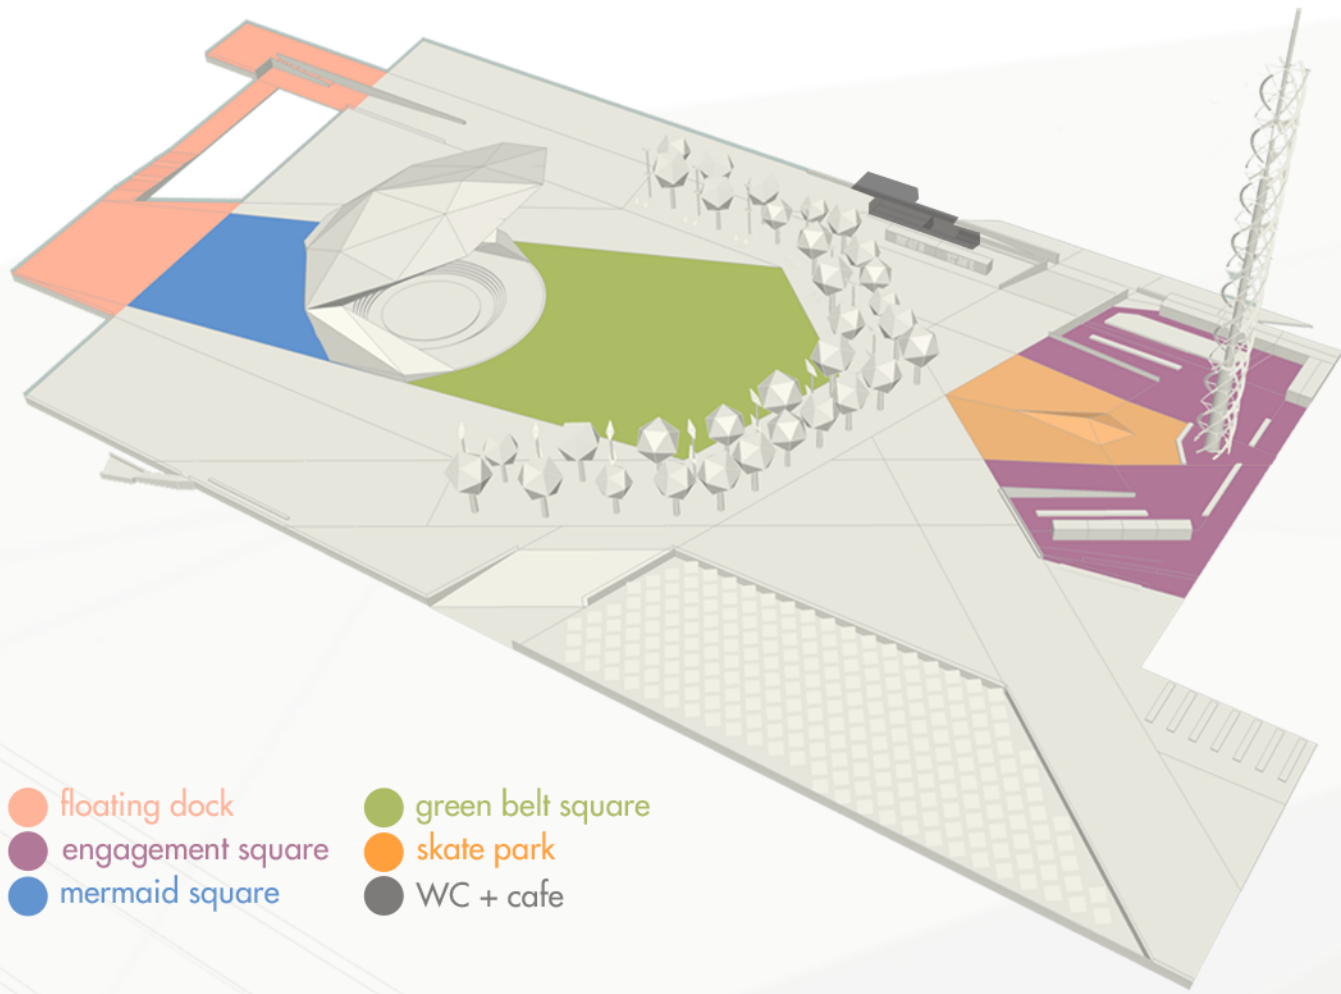 floating dock
engagement square
mermaid square
green belt square
skate park
WC + cafe